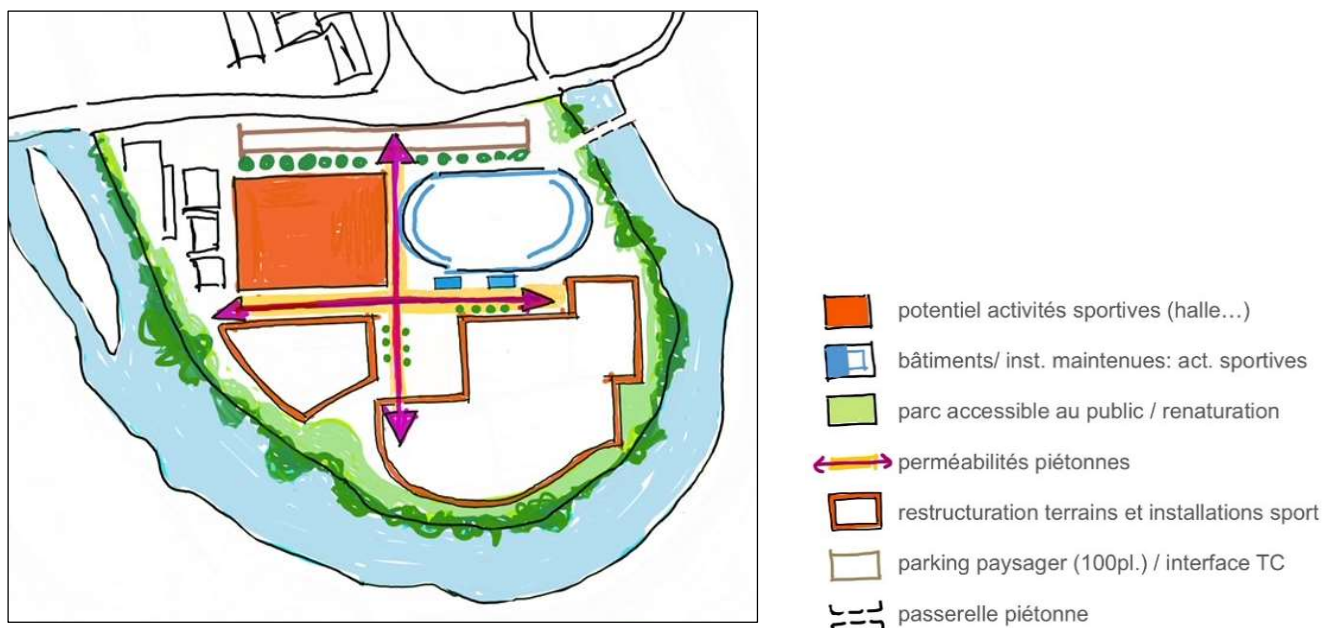 potentiel activités sportives (halle...)
bâtiments/ inst. maintenues: act. sportives
parc accessible au public / renaturation
perméabilités piétonnes
restructuration terrains et installations sport
parking paysager (100pl.) / interface TC
passerelle piétonne